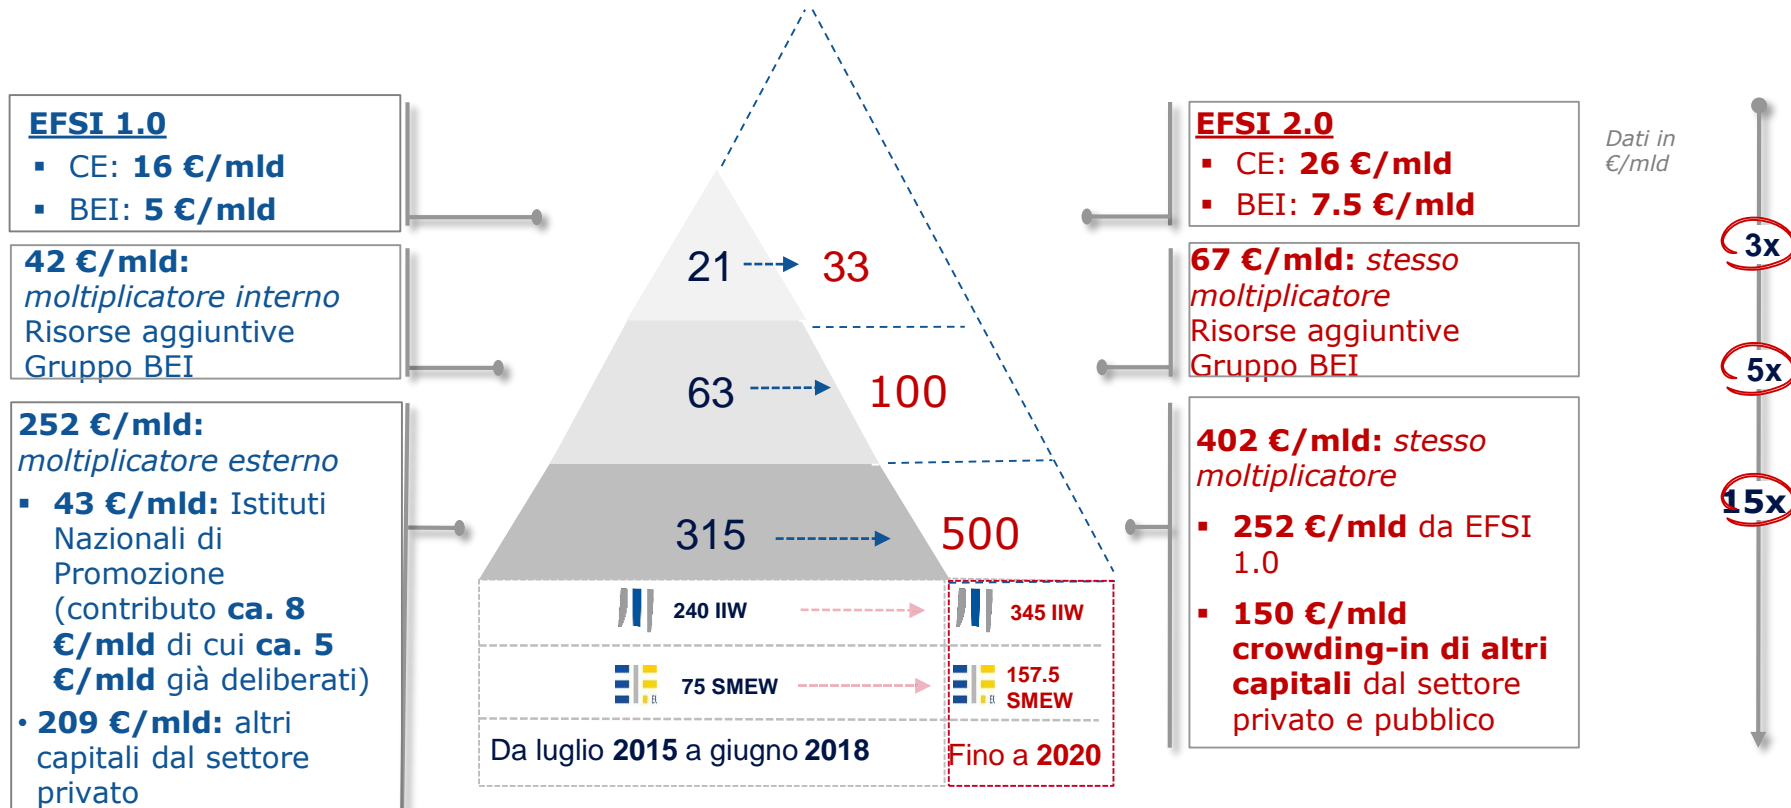 EFSI 1.0
▪ CE: 16 €/mld
▪ BEI: 5 €/mld
42 €/mld:
moltiplicatore interno
Risorse aggiuntive
Gruppo BEI
252 €/mld:
moltiplicatore esterno
▪ 43 €/mld: Istituti
Nazionali di
Promozione
(contributo ca. 8
€/mld di cui ca. 5
€/mld già deliberati)
• 209 €/mld: altri
capitali dal settore
privato
21 33
63 100
315 500
240 IIW 345 IIW
75 SMEW 157.5
SMEW
Da luglio 2015 a giugno 2018
Fino a 2020
EFSI 2.0
▪ CE: 26 €/mld
▪ BEI: 7.5 €/mld
67 €/mld: stesso
moltiplicatore
Risorse aggiuntive
Gruppo BEI
402 €/mld: stesso
moltiplicatore
▪ 252 €/mld da EFSI
1.0
▪ 150 €/mld
crowding-in di altri
capitali dal settore
privato e pubblico
Dati in
€/mld
3x
5x
15x